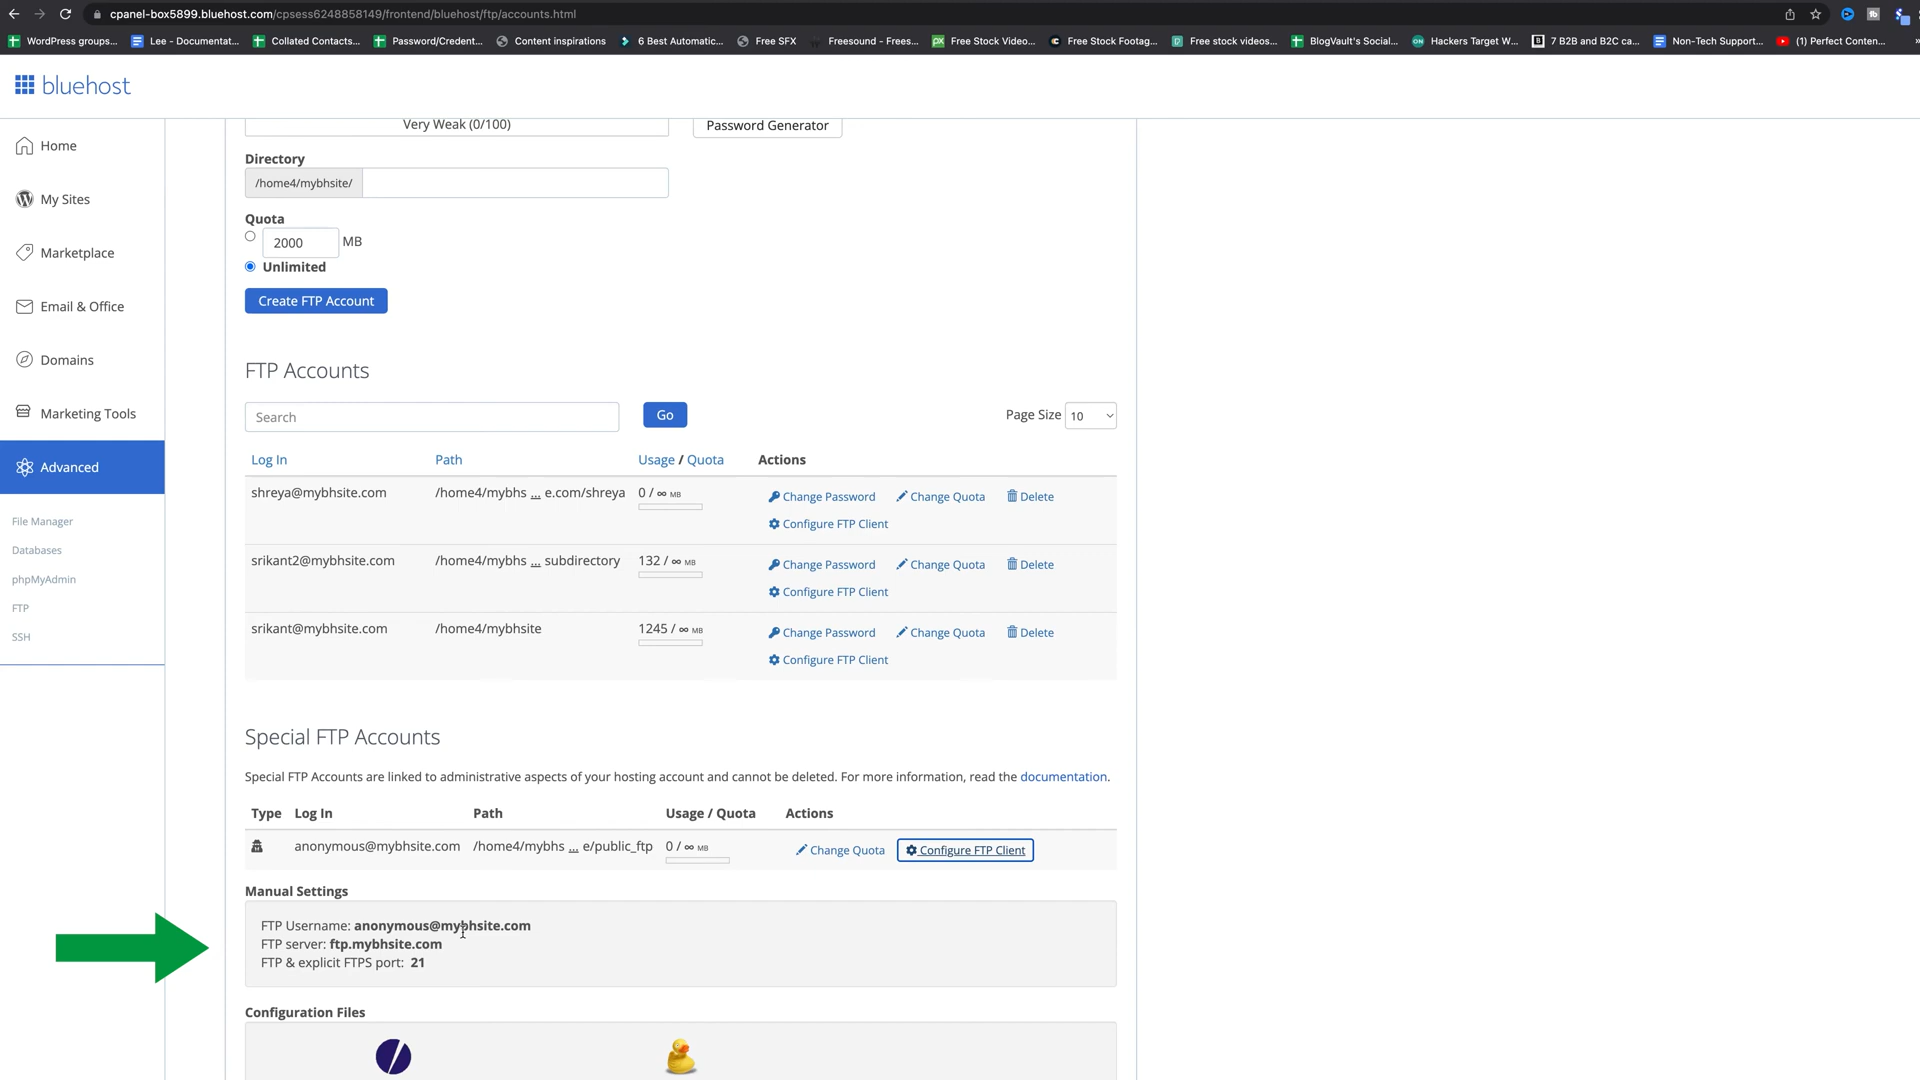 cpanel-box5899.bluehost.com/cpsess6248858149/frontend/bluehost/ftp/accounts.html
WordPress groups... Lee - Documentat... Collated Contacts... Password/Credent... Content inspirations 6 Best Automatic... Free SFX Freesound - Frees... Free Stock Video... Free Stock Footag... Free stock videos... BlogVault's Social... Hackers Target W... 7 B2B and B2C ca... Non-Tech Support... (1) Perfect Conten... »
bluehost
Very Weak (0/100) Password Generator
Home
Directory
/home4/mybhsite/
My Sites
Quota
2000 MB
Marketplace
Unlimited
Create FTP Account
Email & Office
Domains
FTP Accounts
Marketing Tools
Search Go Page Size 10
Advanced
Log In Path Usage / Quota Actions
shreya@mybhsite.com /home4/mybhs ... e.com/shreya 0 / ∞ MB Change Password Change Quota Delete
Configure FTP Client
File Manager
Databases
srikant2@mybhsite.com /home4/mybhs ... subdirectory 132 / ∞ MB Change Password Change Quota Delete
Configure FTP Client
phpMyAdmin
FTP
srikant@mybhsite.com /home4/mybhsite 1245 / ∞ MB Change Password Change Quota Delete
Configure FTP Client
SSH
Special FTP Accounts
Special FTP Accounts are linked to administrative aspects of your hosting account and cannot be deleted. For more information, read the documentation.
Type Log In Path Usage / Quota Actions
anonymous@mybhsite.com /home4/mybhs ... e/public_ftp 0 / ∞ MB Change Quota Configure FTP Client
Manual Settings
FTP Username: anonymous@mybhsite.com
FTP server: ftp.mybhsite.com
FTP & explicit FTPS port: 21
Configuration Files